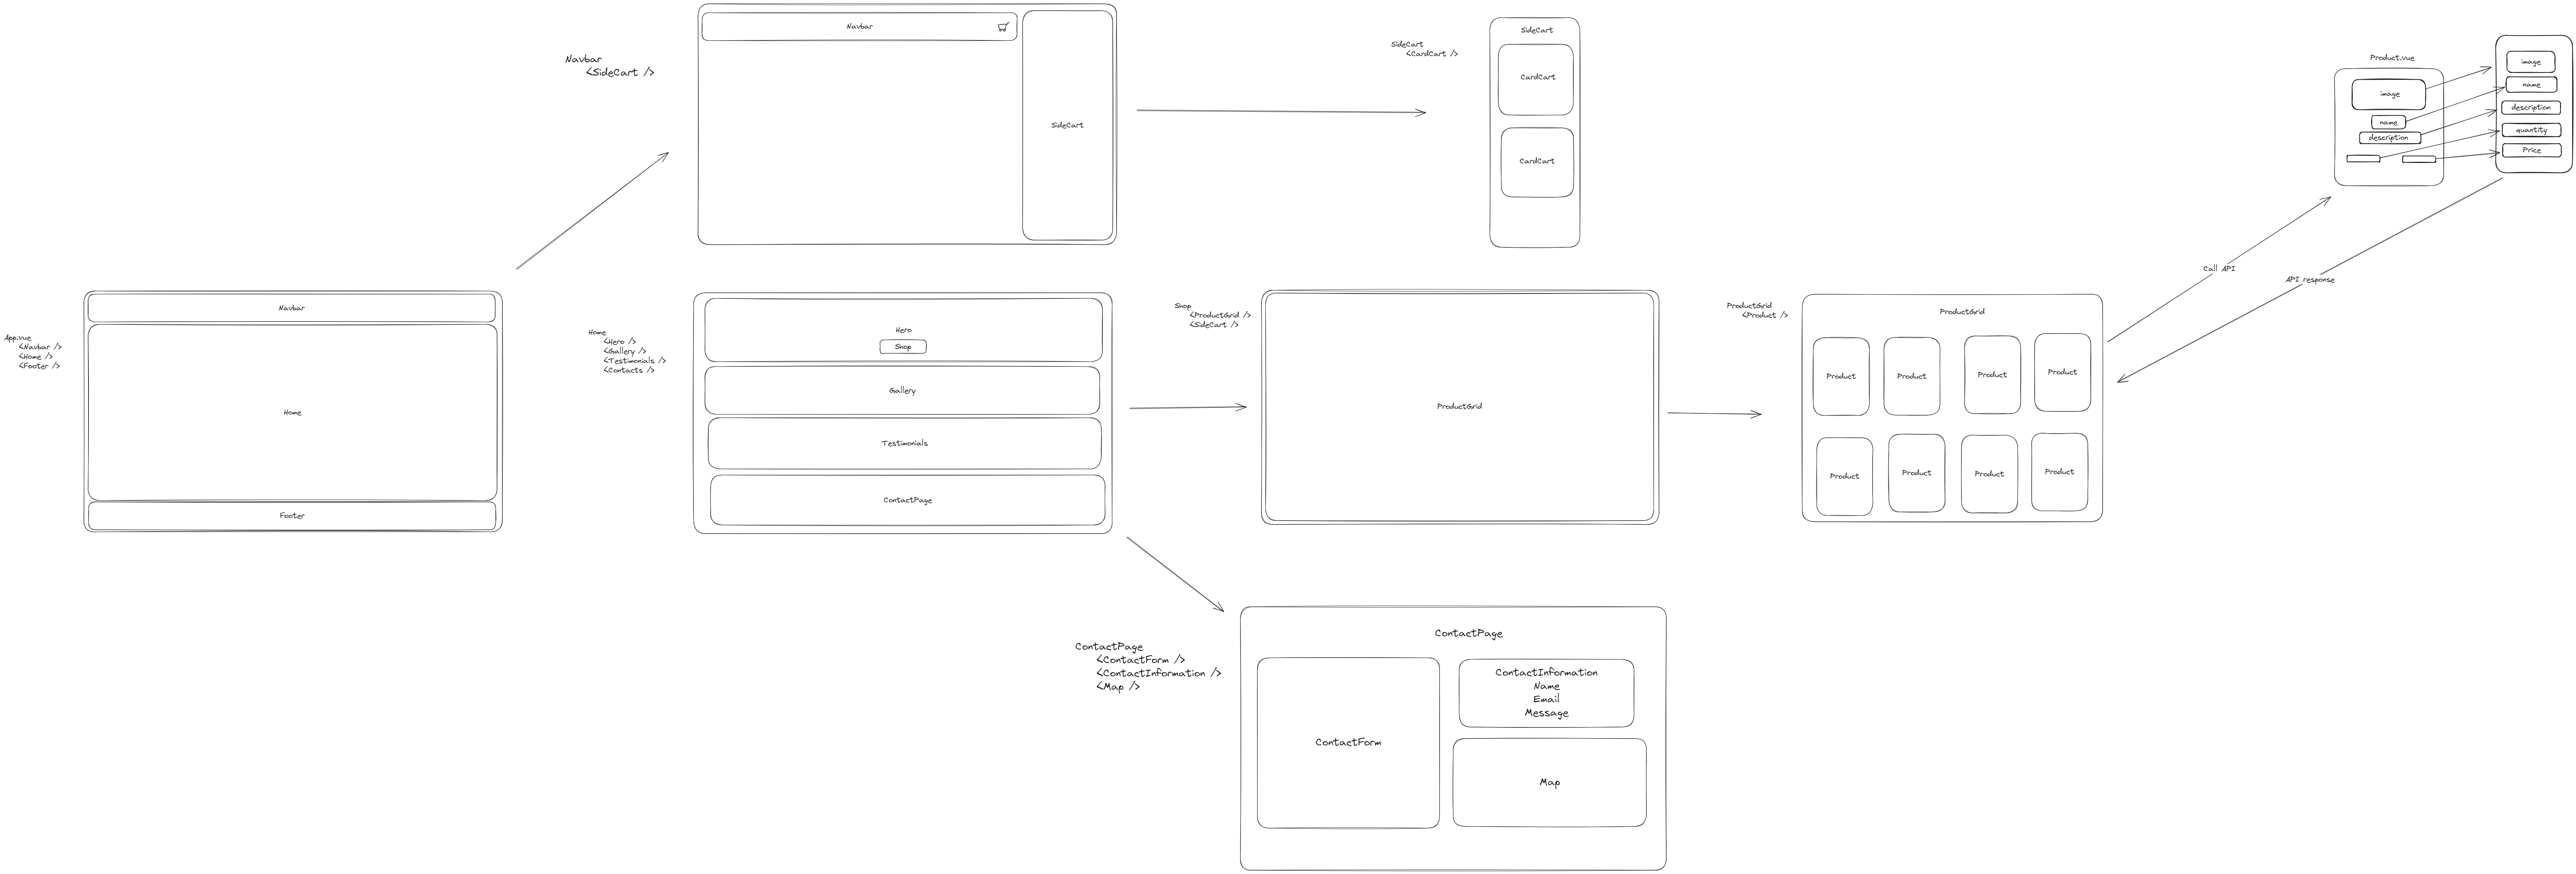 App.vue
<Navbar />
<Home />
<Footer />
Navbar
Home
Footer
Navbar
<SideCart />
Navbar
SideCart
SideCart
<CardCart />
SideCart
CardCart
CardCart
Home
<Hero />
<Gallery />
<Testimonials />
<Contacts />
Hero
Shop
Gallery
Testimonials
ContactPage
Shop
<ProductGrid />
<SideCart />
ProductGrid
ProductGrid
<Product />
ProductGrid
Product
Product
Product
Product
Product
Product
Product
Product
Call API
API response
Product.vue
image
name
description
image
name
description
quantity
Price
ContactPage
<ContactForm />
<ContactInformation />
<Map />
ContactPage
ContactForm
ContactInformation
Name
Email
Message
Map